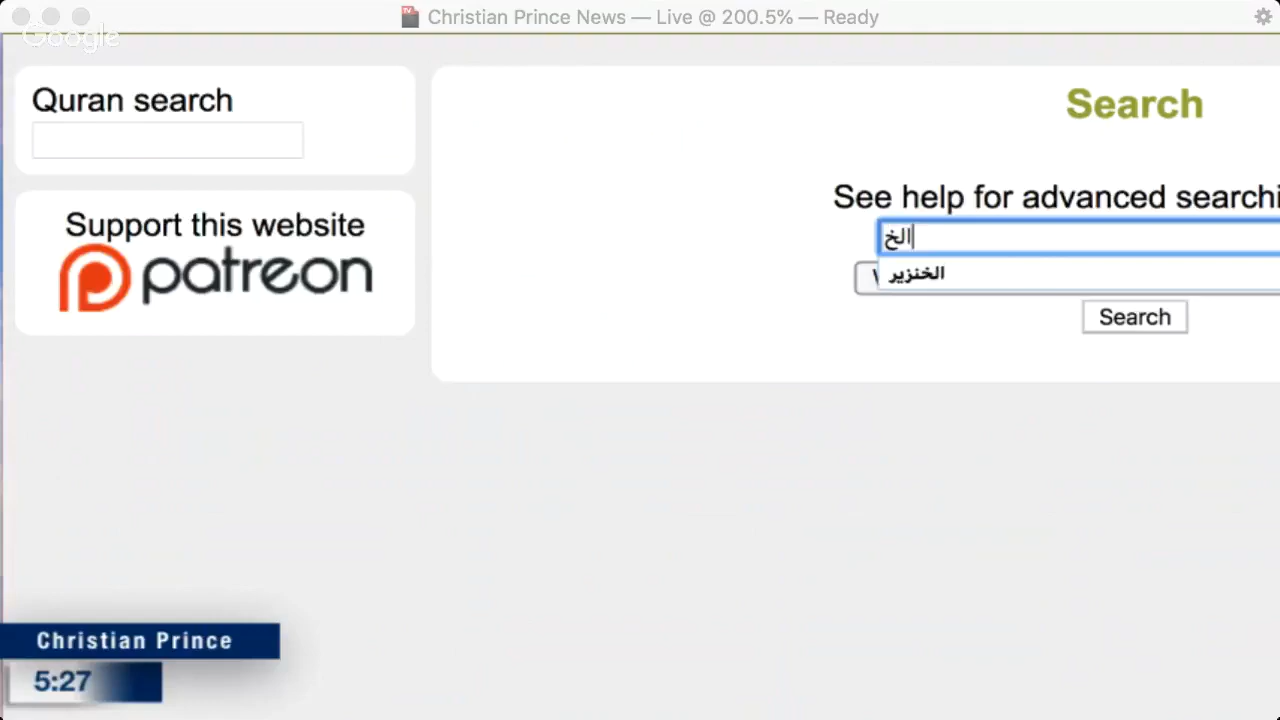 Christian Prince News — Live @ 200.5% — Ready
Google
Quran search
Search
Support this website
patreon
See help for advanced searchi
الخ
الخنزير
Search
Christian Prince
5:27